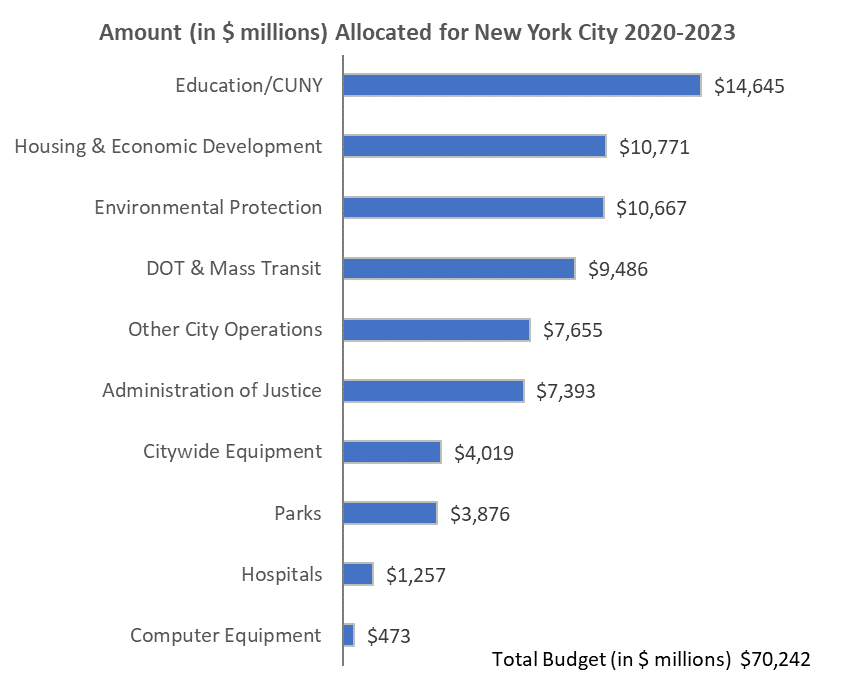 Amount (in $ millions) Allocated for New York City 2020-2023
Education/CUNY $14,645
Housing & Economic Development $10,771
Environmental Protection $10,667
DOT & Mass Transit $9,486
Other City Operations $7,655
Administration of Justice $7,393
Citywide Equipment $4,019
Parks $3,876
Hospitals $1,257
Computer Equipment $473
Total Budget (in $ millions) $70,242